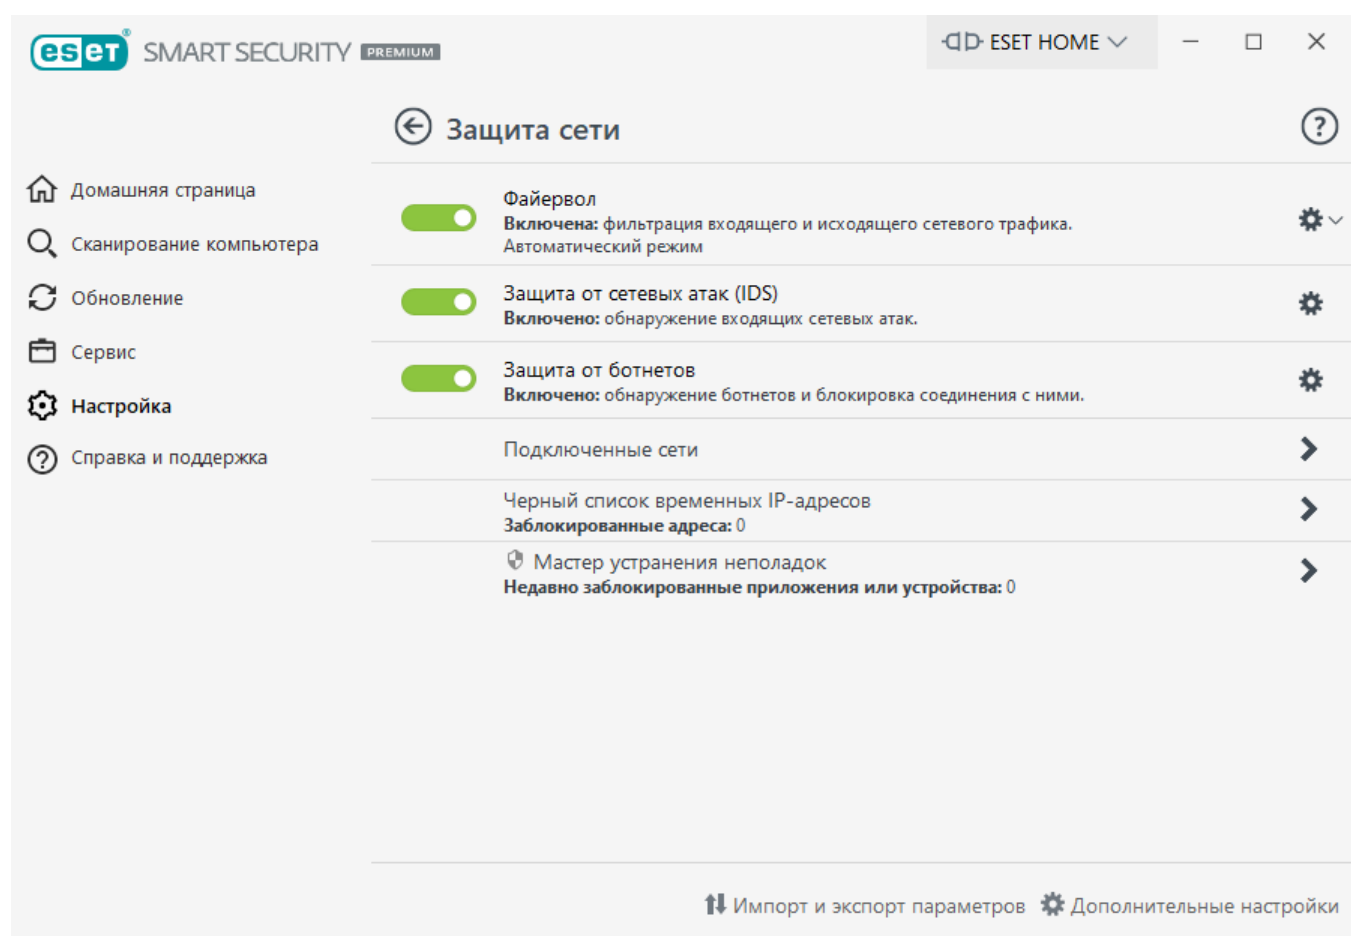 eset® SMART SECURITY PREMIUM
ESET HOME
Защита сети
Домашняя страница
Сканирование компьютера
Обновление
Сервис
Настройка
Справка и поддержка
Файервол
Включена: фильтрация входящего и исходящего сетевого трафика.
Автоматический режим
Защита от сетевых атак (IDS)
Включено: обнаружение входящих сетевых атак.
Защита от ботнетов
Включено: обнаружение ботнетов и блокировка соединения с ними.
Подключенные сети
Черный список временных IP-адресов
Заблокированные адреса: 0
Мастер устранения неполадок
Недавно заблокированные приложения или устройства: 0
Импорт и экспорт параметров
Дополнительные настройки